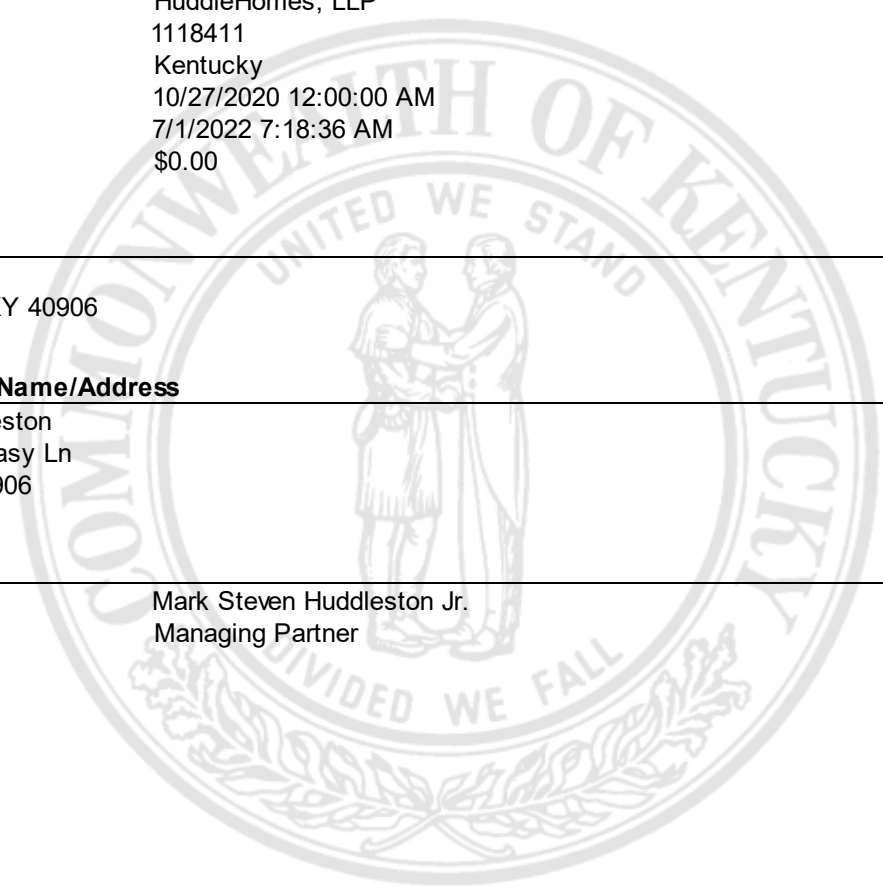 HuddleHomes, LLP
1118411
Kentucky
10/27/2020 12:00:00 AM
7/1/2022 7:18:36 AM
$0.00
KY 40906
Name/Address
eston
asy Ln
906
Mark Steven Huddleston Jr.
Managing Partner
COMMONWEALTH OF KENTUCKY
UNITED WE STAND
DIVIDED WE FALL